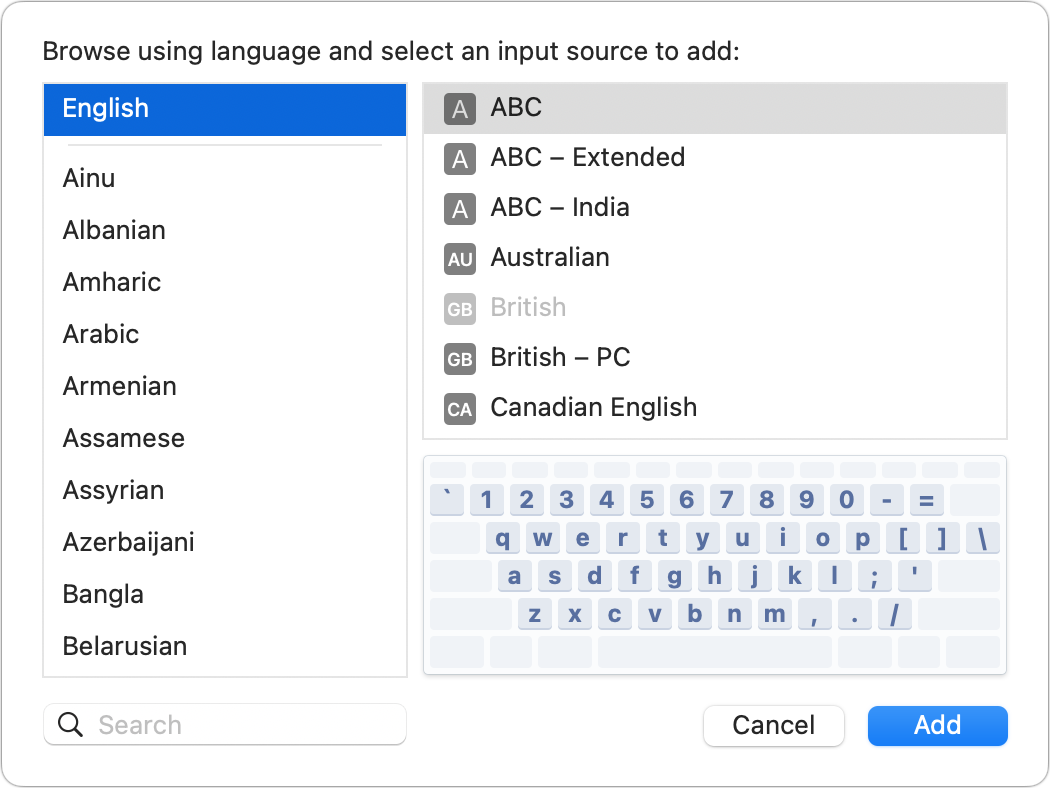 Browse using language and select an input source to add:
English
Ainu
Albanian
Amharic
Arabic
Armenian
Assamese
Assyrian
Azerbaijani
Bangla
Belarusian
Search
A ABC
A ABC – Extended
A ABC – India
AU Australian
GB British
GB British – PC
CA Canadian English
` 1 2 3 4 5 6 7 8 9 0 - =
q w e r t y u i o p [ ] \
a s d f g h j k l ; '
z x c v b n m , . /
Cancel Add